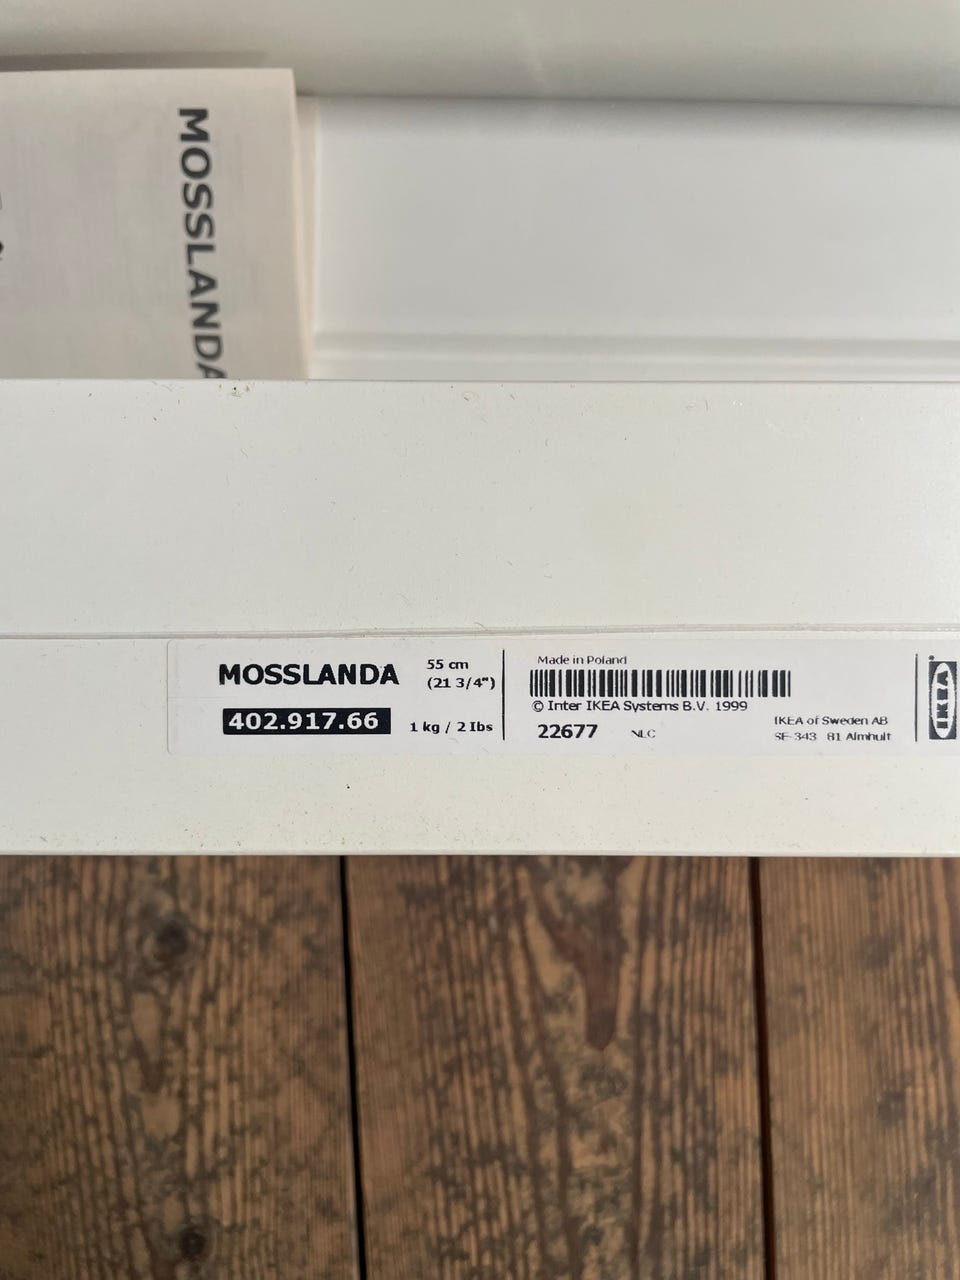 MOSSLANDA
MOSSLANDA
55 cm
(21 3/4")
402.917.66
1 kg / 2 lbs
Made in Poland
© Inter IKEA Systems B.V. 1999
22677
NLC
IKEA of Sweden AB
SE-343 81 Älmhult
IKEA